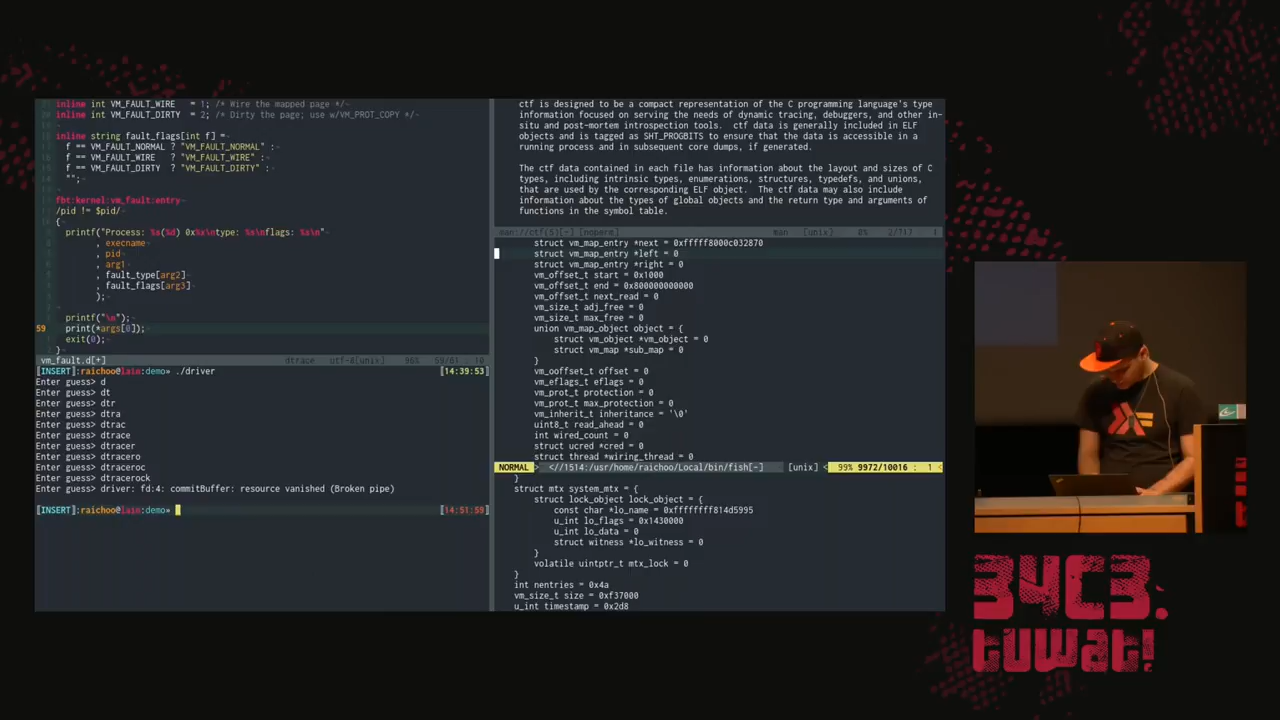 inline int VM_FAULT_WIRE   = 1; /* Wire the mapped page */¬
inline int VM_FAULT_DIRTY  = 2; /* Dirty the page; use w/VM_PROT_COPY */¬
inline string fault_flags[int f] =¬
f == VM_FAULT_NORMAL ? "VM_FAULT_NORMAL" :¬
f == VM_FAULT_WIRE   ? "VM_FAULT_WIRE" :¬
f == VM_FAULT_DIRTY  ? "VM_FAULT_DIRTY" :¬
"";¬
fbt:kernel:vm_fault:entry¬
/pid != $pid/¬
{¬
printf("Process: %s(%d) 0x%x\ntype: %s\nflags: %s\n"¬
, execname¬
, pid¬
, arg1¬
, fault_type[arg2]¬
, fault_flags[arg3]¬
);¬
printf("\n");¬
59 print(*args[0]);¬
exit(0);¬
}¬
vm_fault.d[+] dtrace utf-8[unix] 96% 59/61 : 10
[INSERT]:raichoo@lain:demo» ./driver [14:39:53]
Enter guess> d
Enter guess> dt
Enter guess> dtr
Enter guess> dtra
Enter guess> dtrac
Enter guess> dtrace
Enter guess> dtracer
Enter guess> dtracero
Enter guess> dtraceroc
Enter guess> dtracerock
Enter guess> driver: fd:4: commitBuffer: resource vanished (Broken pipe)
[INSERT]:raichoo@lain:demo» [14:51:59]
ctf is designed to be a compact representation of the C programming language's type
information focused on serving the needs of dynamic tracing, debuggers, and other in-
situ and post-mortem introspection tools.  ctf data is generally included in ELF
objects and is tagged as SHT_PROGBITS to ensure that the data is accessible in a
running process and in subsequent core dumps, if generated.
The ctf data contained in each file has information about the layout and sizes of C
types, including intrinsic types, enumerations, structures, typedefs, and unions,
that are used by the corresponding ELF object.  The ctf data may also include
information about the types of global objects and the return type and arguments of
functions in the symbol table.
man://ctf(5)[noperm] man [unix] 1
struct vm_map_entry *next = 0xfffff8000c032870
struct vm_map_entry *left = 0
struct vm_map_entry *right = 0
vm_offset_t start = 0x1000
vm_offset_t end = 0x800000000000
vm_offset_t next_read = 0
vm_size_t adj_free = 0
vm_size_t max_free = 0
union vm_map_object object = {
struct vm_object *vm_object = 0
struct vm_map *sub_map = 0
}
vm_ooffset_t offset = 0
vm_eflags_t eflags = 0
vm_prot_t protection = 0
vm_prot_t max_protection = 0
vm_inherit_t inheritance = '\0'
uint8_t read_ahead = 0
int wired_count = 0
struct ucred *cred = 0
struct thread *wiring_thread = 0
NORMAL <//1514:/usr/home/raichoo/Local/bin/fish[-] [unix] 99% 9972/10016 : 1
}
struct mtx system_mtx = {
struct lock_object lock_object = {
const char *lo_name = 0xffffffff814d5995
u_int lo_flags = 0x1430000
u_int lo_data = 0
struct witness *lo_witness = 0
}
volatile uintptr_t mtx_lock = 0
}
int nentries = 0x4a
vm_size_t size = 0xf37000
u_int timestamp = 0x2d8
34C3.
tuwat!